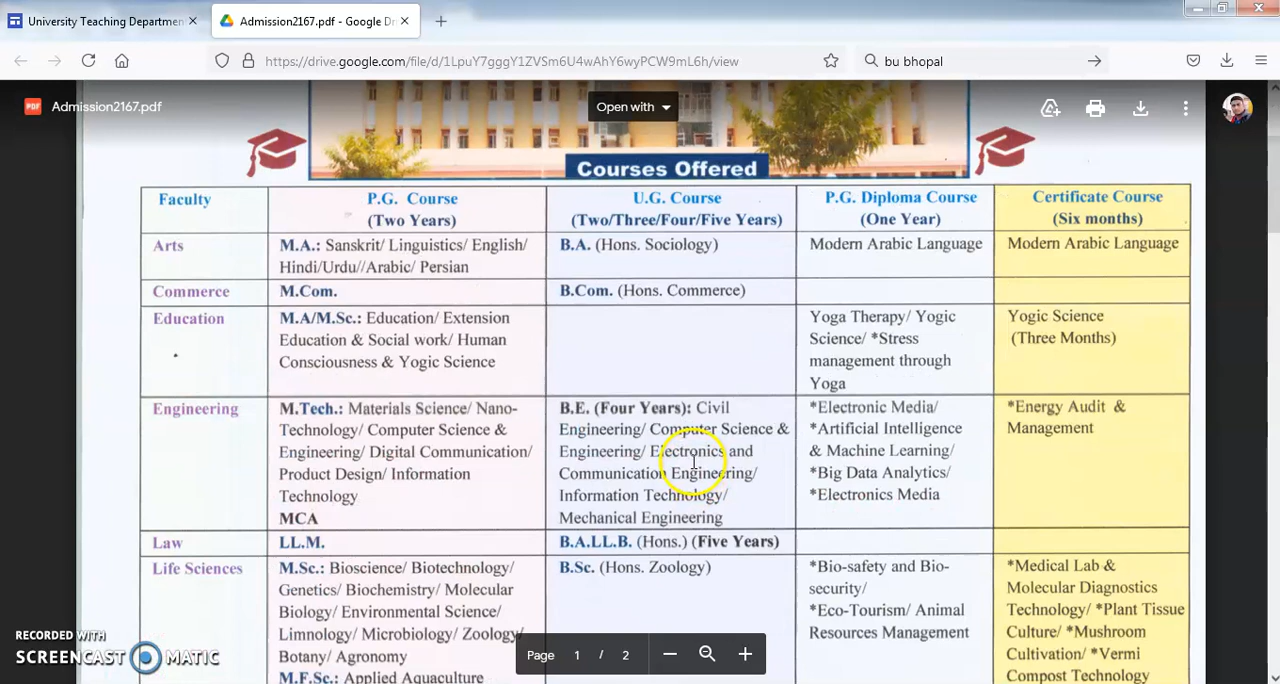 University Teaching Departmen
Admission2167.pdf - Google Dr
https://drive.google.com/file/d/1LpuY7gggY1ZVSm6U4wAhY6wyPCW9mL6h/view
bu bhopal
PDF
Admission2167.pdf
Open with
Courses Offered
Faculty
P.G. Course
(Two Years)
U.G. Course
(Two/Three/Four/Five Years)
P.G. Diploma Course
(One Year)
Certificate Course
(Six months)
Arts
M.A.: Sanskrit/ Linguistics/ English/
Hindi/Urdu//Arabic/ Persian
B.A. (Hons. Sociology)
Modern Arabic Language
Modern Arabic Language
Commerce
M.Com.
B.Com. (Hons. Commerce)
Education
M.A/M.Sc.: Education/ Extension
Education & Social work/ Human
Consciousness & Yogic Science
Yoga Therapy/ Yogic
Science/ *Stress
management through
Yoga
Yogic Science
(Three Months)
Engineering
M.Tech.: Materials Science/ Nano-
Technology/ Computer Science &
Engineering/ Digital Communication/
Product Design/ Information
Technology
MCA
B.E. (Four Years): Civil
Engineering/ Computer Science &
Engineering/ Electronics and
Communication Engineering/
Information Technology/
Mechanical Engineering
*Electronic Media/
*Artificial Intelligence
& Machine Learning/
*Big Data Analytics/
*Electronics Media
*Energy Audit &
Management
Law
LL.M.
B.A.LL.B. (Hons.) (Five Years)
Life Sciences
M.Sc.: Bioscience/ Biotechnology/
Genetics/ Biochemistry/ Molecular
Biology/ Environmental Science/
Limnology/ Microbiology/ Zoology/
Botany/ Agronomy
M.F.Sc.: Applied Aquaculture
B.Sc. (Hons. Zoology)
*Bio-safety and Bio-
security/
*Eco-Tourism/ Animal
Resources Management
*Medical Lab &
Molecular Diagnostics
Technology/ *Plant Tissue
Culture/ *Mushroom
Cultivation/ *Vermi
Compost Technology
Page 1 / 2
RECORDED WITH
SCREENCAST MATIC